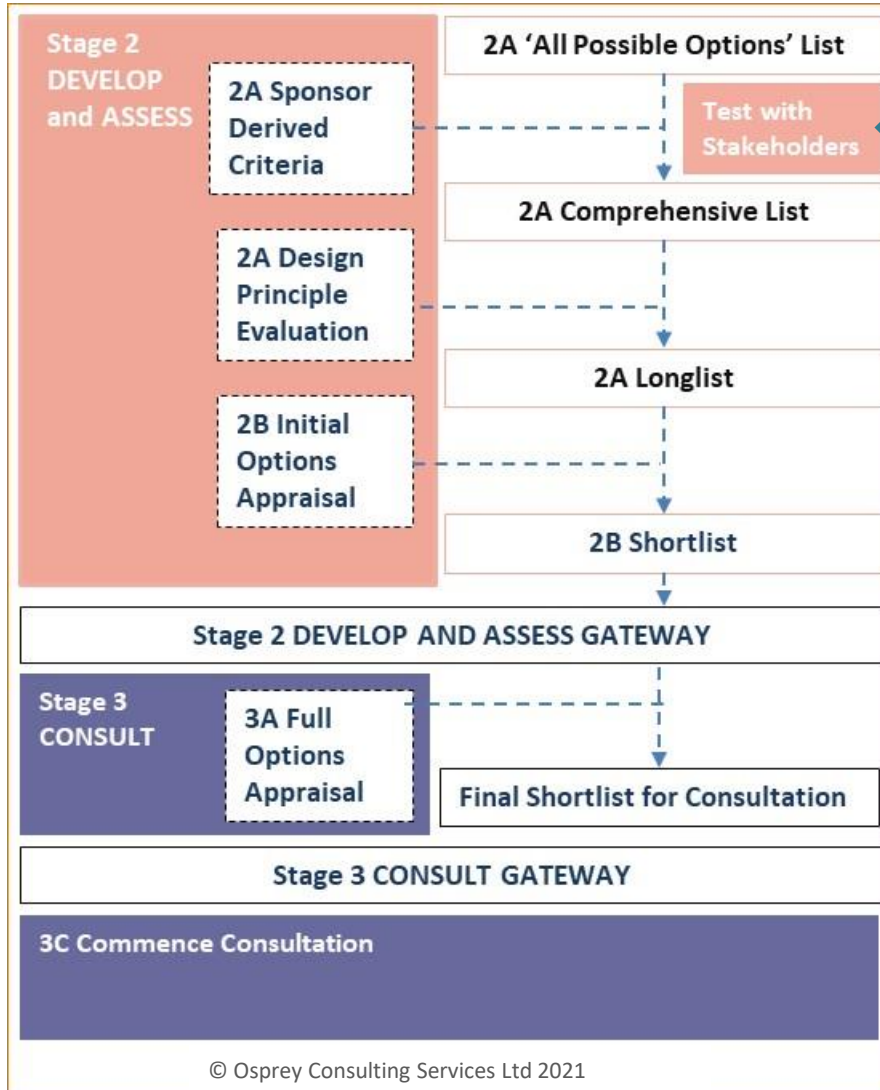 Stage 2
DEVELOP
and ASSESS
2A ‘All Possible Options’ List
2A Sponsor
Derived
Criteria
Test with
Stakeholders
2A Comprehensive List
2A Design
Principle
Evaluation
2A Longlist
2B Initial
Options
Appraisal
2B Shortlist
Stage 2 DEVELOP AND ASSESS GATEWAY
Stage 3
CONSULT
3A Full
Options
Appraisal
Final Shortlist for Consultation
Stage 3 CONSULT GATEWAY
3C Commence Consultation
© Osprey Consulting Services Ltd 2021